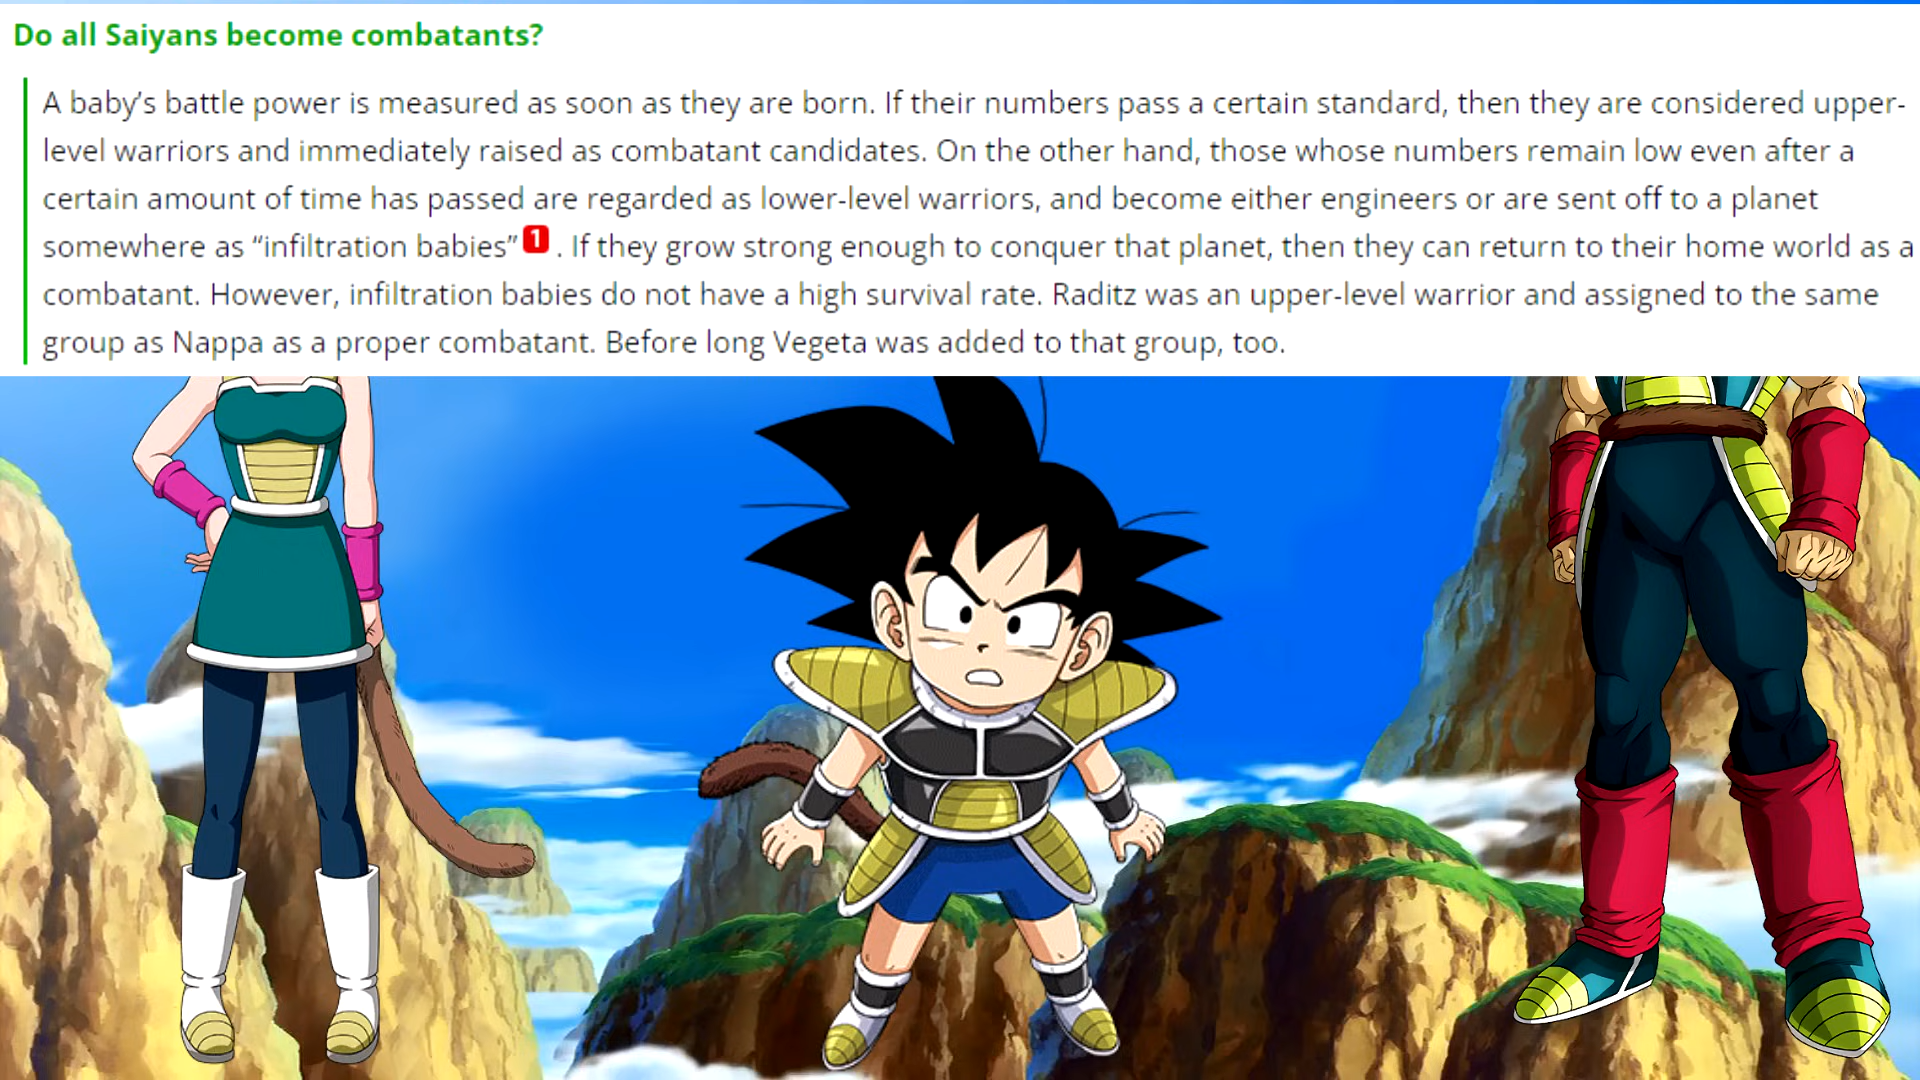 Do all Saiyans become combatants?
A baby’s battle power is measured as soon as they are born. If their numbers pass a certain standard, then they are considered upper-
level warriors and immediately raised as combatant candidates. On the other hand, those whose numbers remain low even after a
certain amount of time has passed are regarded as lower-level warriors, and become either engineers or are sent off to a planet
somewhere as “infiltration babies” 1 . If they grow strong enough to conquer that planet, then they can return to their home world as a
combatant. However, infiltration babies do not have a high survival rate. Raditz was an upper-level warrior and assigned to the same
group as Nappa as a proper combatant. Before long Vegeta was added to that group, too.